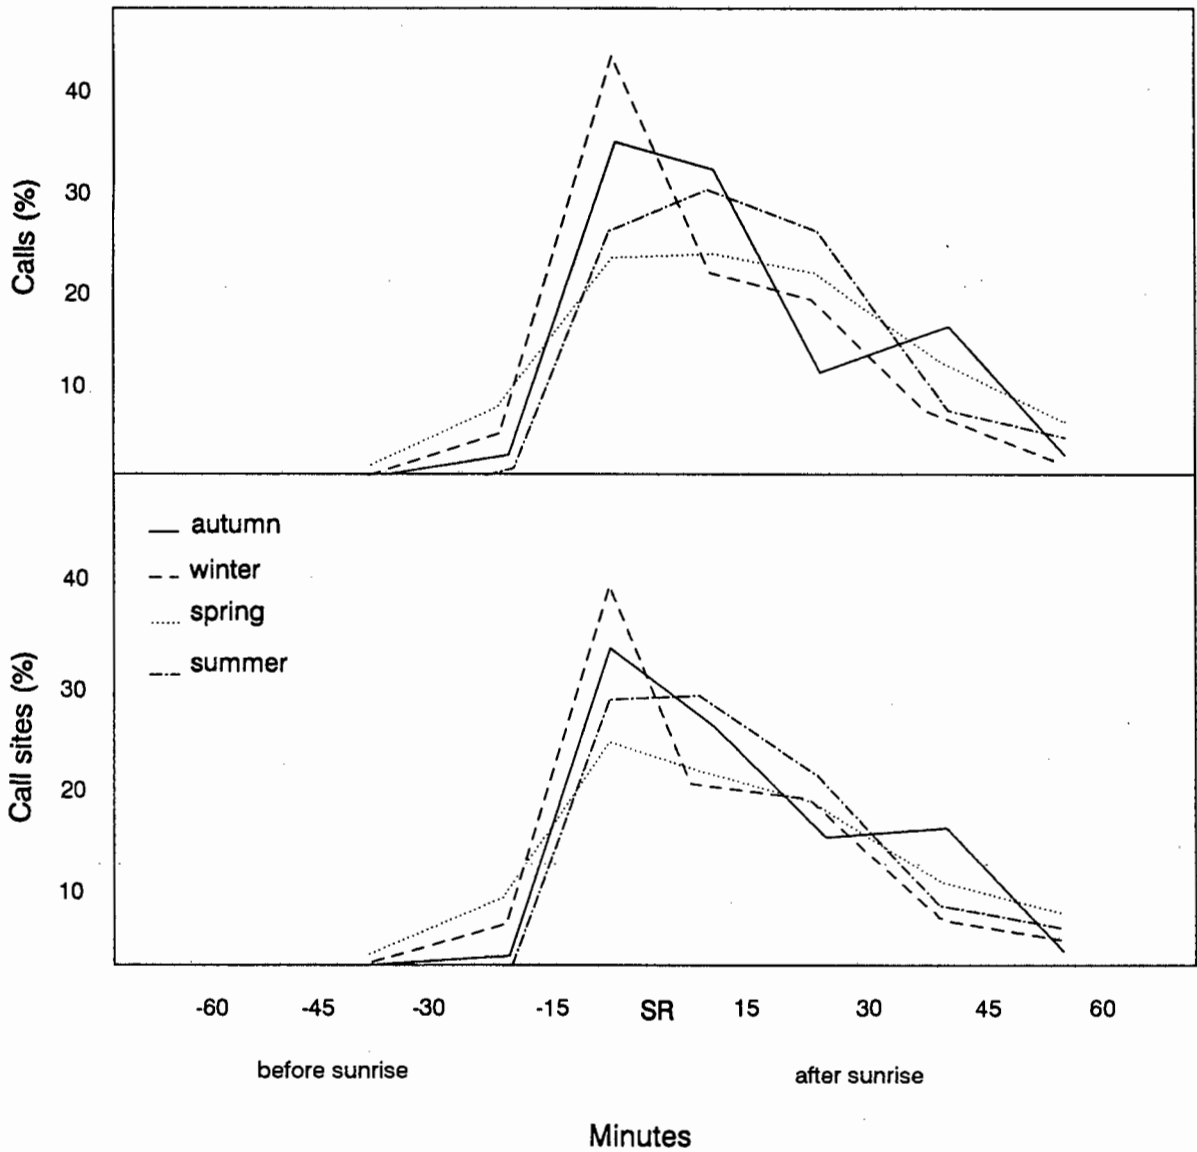 Calls (%)
40
30
20
10
autumn
winter
spring
summer
Call sites (%)
40
30
20
10
-60 -45 -30 -15 SR 15 30 45 60
before sunrise after sunrise
Minutes